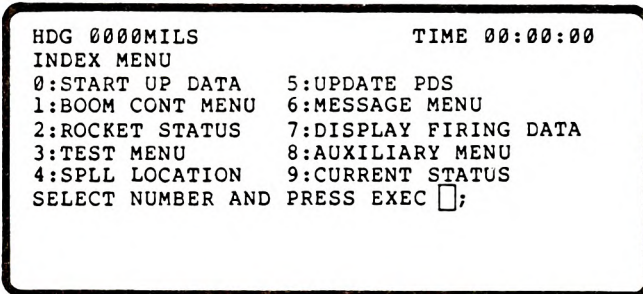 HDG 0000MILS TIME 00:00:00
INDEX MENU
0:START UP DATA 5:UPDATE PDS
1:BOOM CONT MENU 6:MESSAGE MENU
2:ROCKET STATUS 7:DISPLAY FIRING DATA
3:TEST MENU 8:AUXILIARY MENU
4:SPLL LOCATION 9:CURRENT STATUS
SELECT NUMBER AND PRESS EXEC ▯;